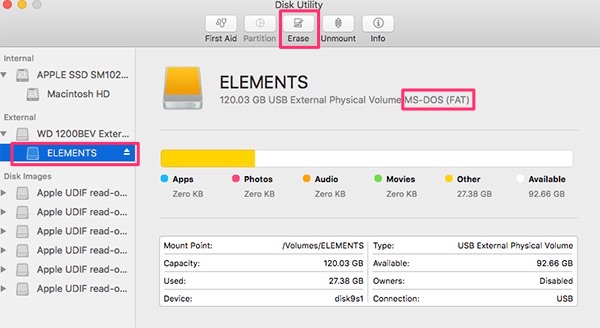 Disk Utility
First Aid Partition Erase Unmount Info
Internal
APPLE SSD SM102...
Macintosh HD
External
WD 1200BEV Exter...
ELEMENTS
Disk Images
Apple UDIF read-o...
Apple UDIF read-o...
Apple UDIF read-o...
Apple UDIF read-o...
Apple UDIF read-o...
Apple UDIF read-o...
ELEMENTS
120.03 GB USB External Physical Volume MS-DOS (FAT)
Apps Photos Audio Movies Other Available
Zero KB Zero KB Zero KB Zero KB 27.38 GB 92.66 GB
Mount Point: /Volumes/ELEMENTS Type: USB External Physical Volume
Capacity: 120.03 GB Available: 92.66 GB
Used: 27.38 GB Owners: Disabled
Device: disk9s1 Connection: USB